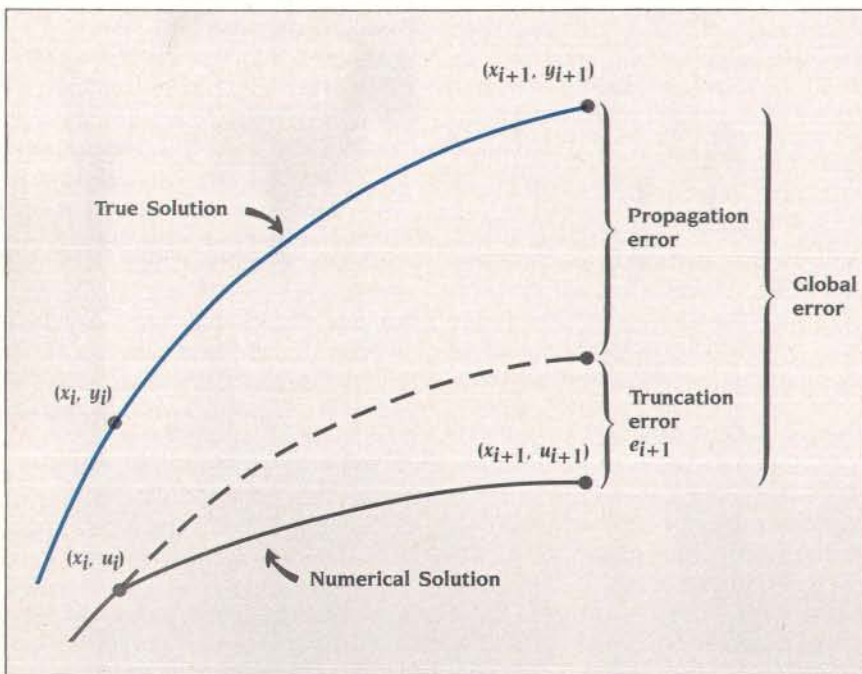 (xi+1, yi+1)
True Solution
Propagation
error
Global
error
(xi, yi)
Truncation
error
ei+1
(xi+1, ui+1)
(xi, ui)
Numerical Solution